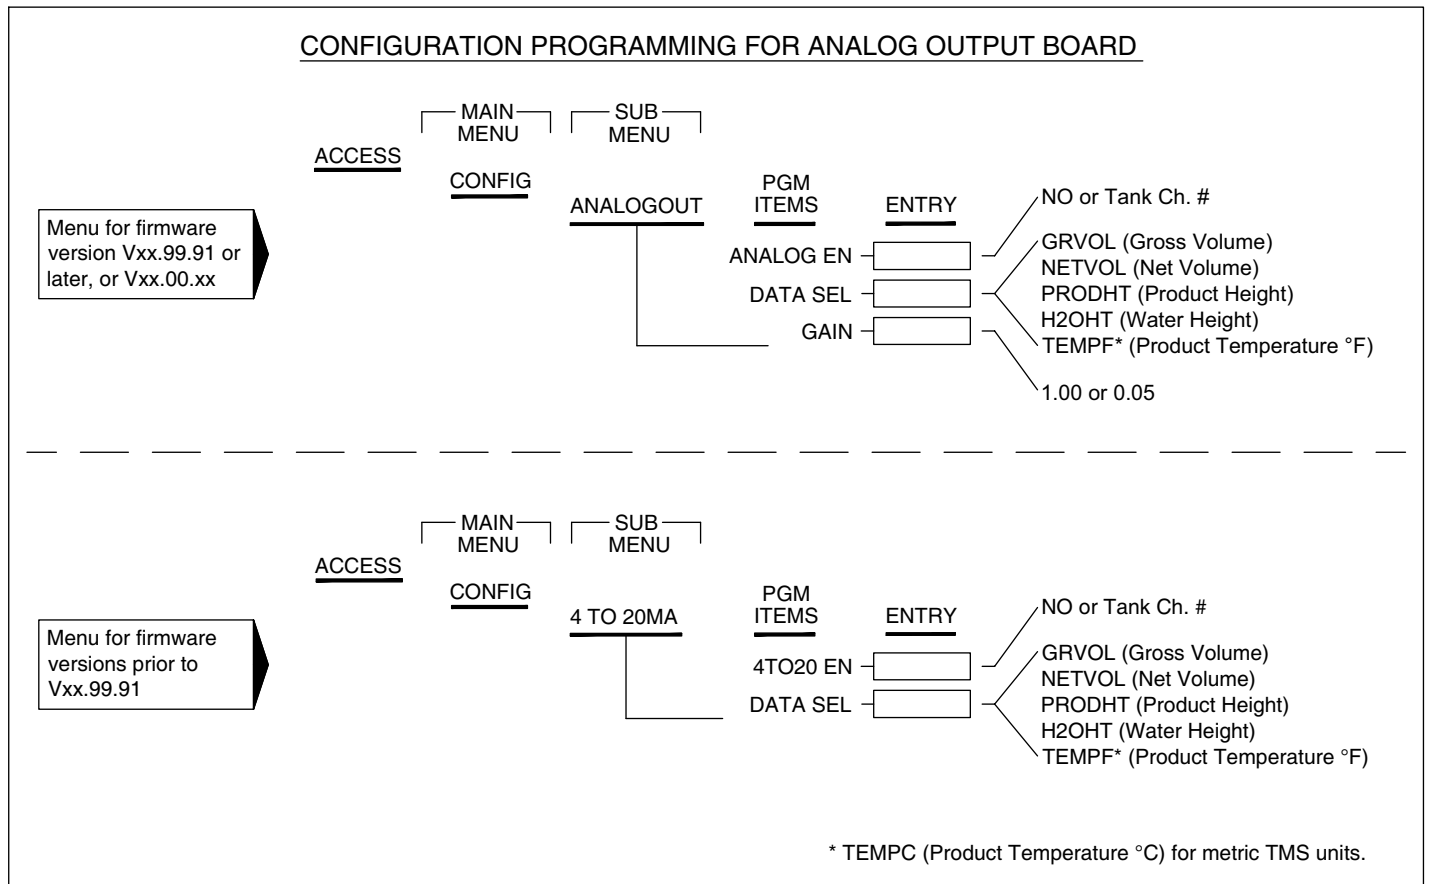 CONFIGURATION PROGRAMMING FOR ANALOG OUTPUT BOARD
MAIN
MENU
SUB
MENU
ACCESS
CONFIG
ANALOGOUT
PGM
ITEMS
ENTRY
Menu for firmware
version Vxx.99.91 or
later, or Vxx.00.xx
ANALOG EN
DATA SEL
GAIN
NO or Tank Ch. #
GRVOL (Gross Volume)
NETVOL (Net Volume)
PRODHT (Product Height)
H2OHT (Water Height)
TEMPF* (Product Temperature °F)
1.00 or 0.05
MAIN
MENU
SUB
MENU
ACCESS
CONFIG
4 TO 20MA
PGM
ITEMS
ENTRY
Menu for firmware
versions prior to
Vxx.99.91
4TO20 EN
DATA SEL
NO or Tank Ch. #
GRVOL (Gross Volume)
NETVOL (Net Volume)
PRODHT (Product Height)
H2OHT (Water Height)
TEMPF* (Product Temperature °F)
* TEMPC (Product Temperature °C) for metric TMS units.